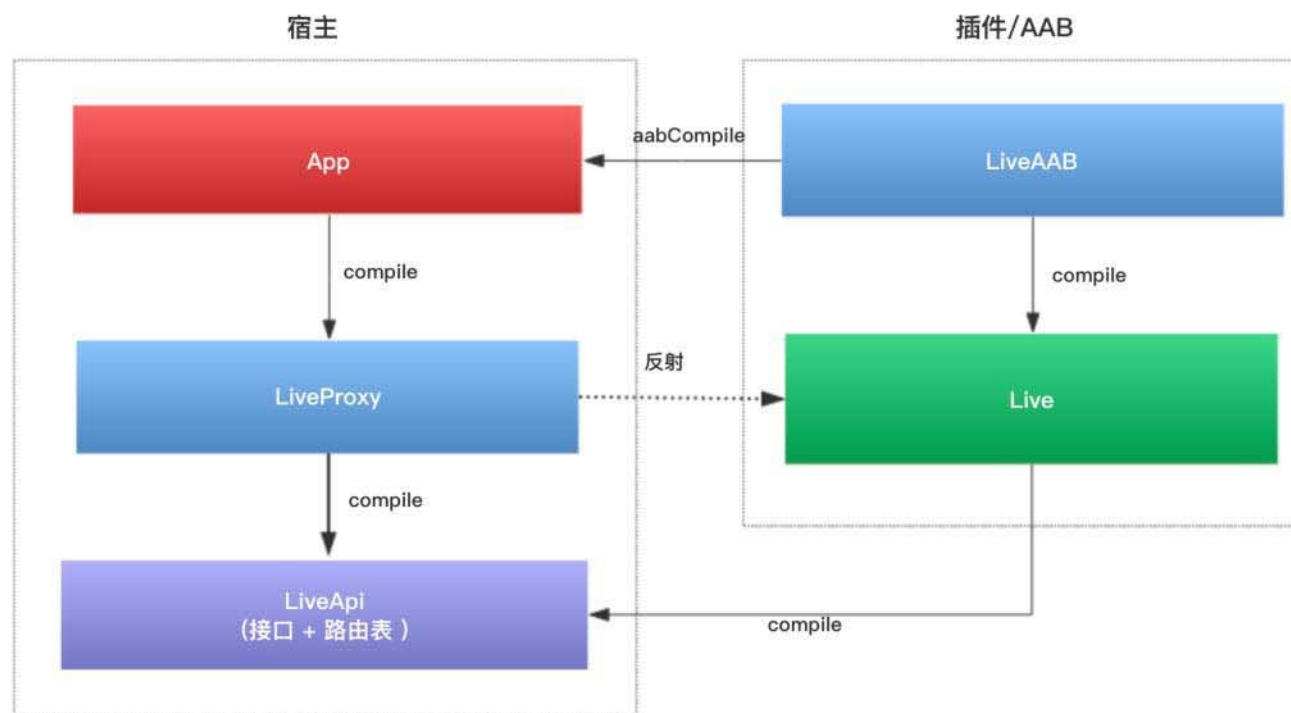 宿主
插件/AAB
App
aabCompile
LiveAAB
compile
compile
LiveProxy
反射
Live
compile
LiveApi
(接口 + 路由表 )
compile